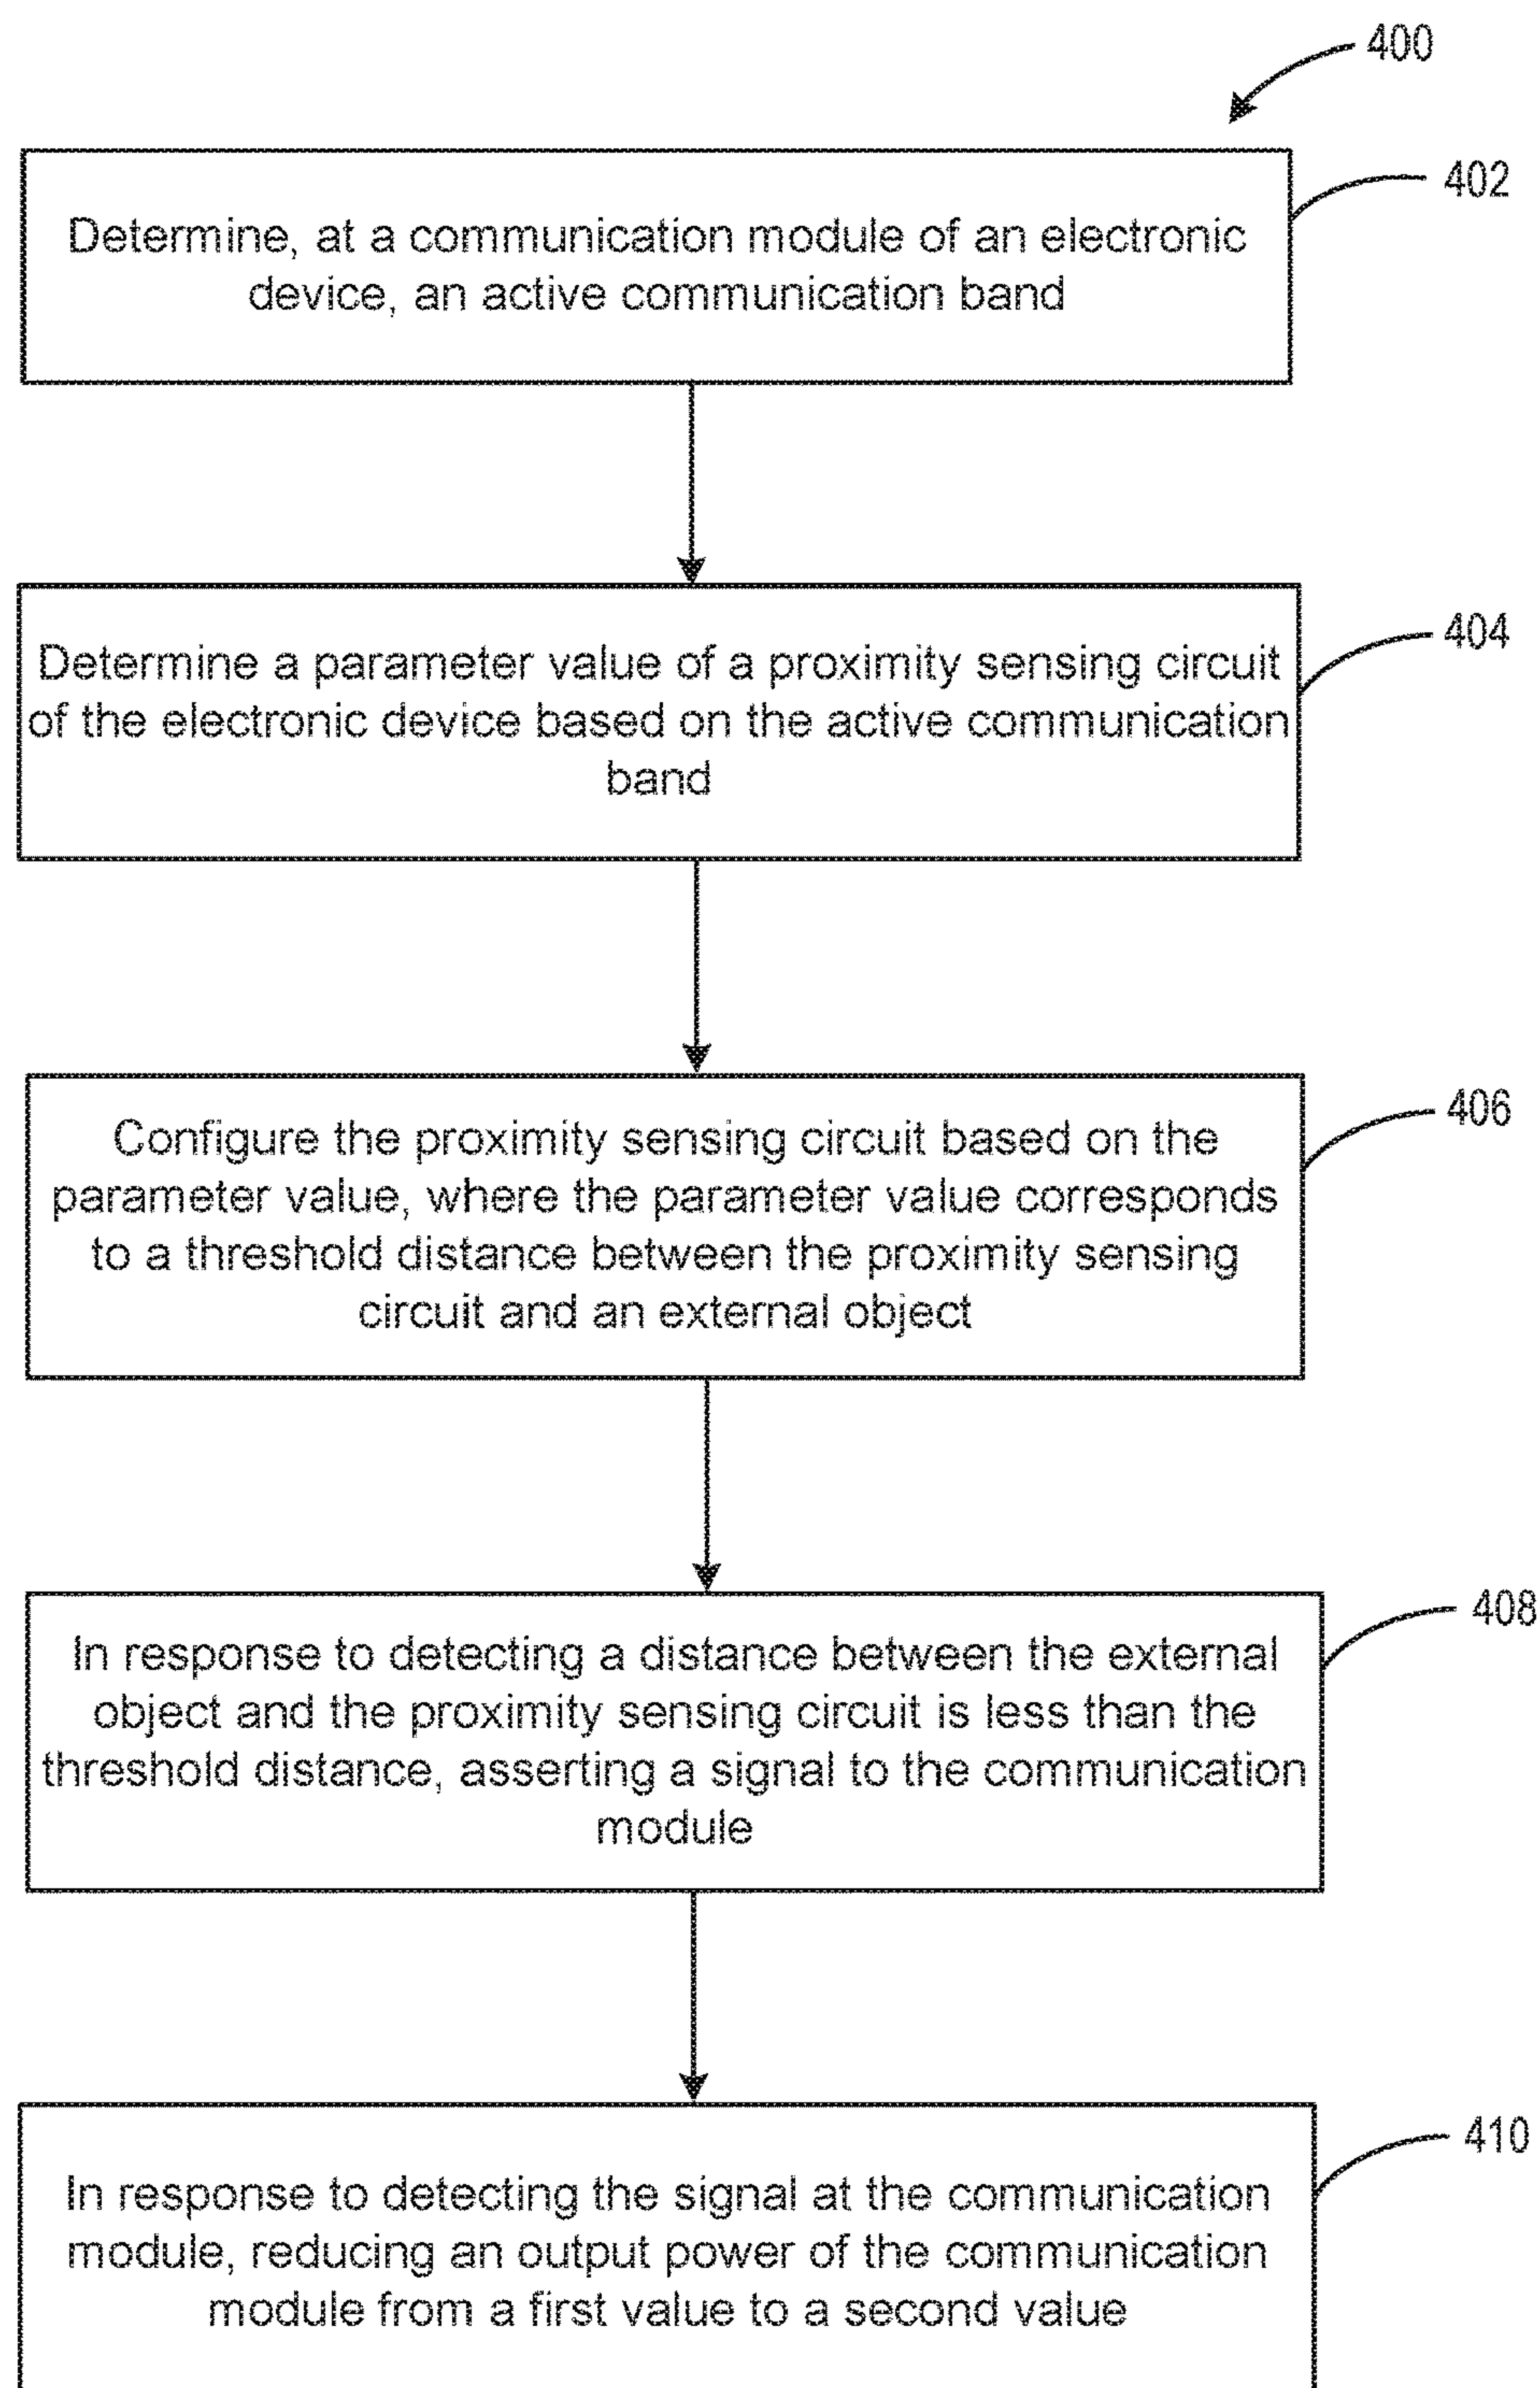 400
402
Determine, at a communication module of an electronic
device, an active communication band
404
Determine a parameter value of a proximity sensing circuit
of the electronic device based on the active communication
band
406
Configure the proximity sensing circuit based on the
parameter value, where the parameter value corresponds
to a threshold distance between the proximity sensing
circuit and an external object
408
In response to detecting a distance between the external
object and the proximity sensing circuit is less than the
threshold distance, asserting a signal to the communication
module
410
In response to detecting the signal at the communication
module, reducing an output power of the communication
module from a first value to a second value